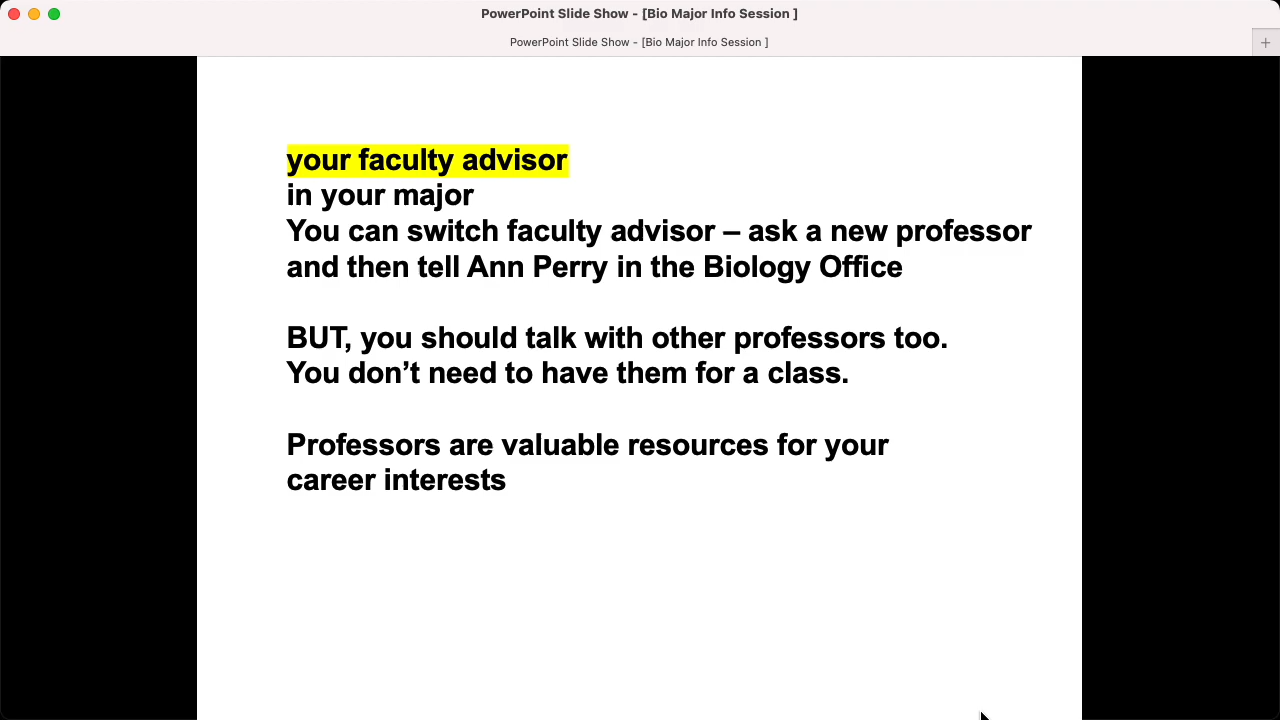 PowerPoint Slide Show - [Bio Major Info Session ]
PowerPoint Slide Show - [Bio Major Info Session ]
your faculty advisor
in your major
You can switch faculty advisor – ask a new professor
and then tell Ann Perry in the Biology Office
BUT, you should talk with other professors too.
You don’t need to have them for a class.
Professors are valuable resources for your
career interests